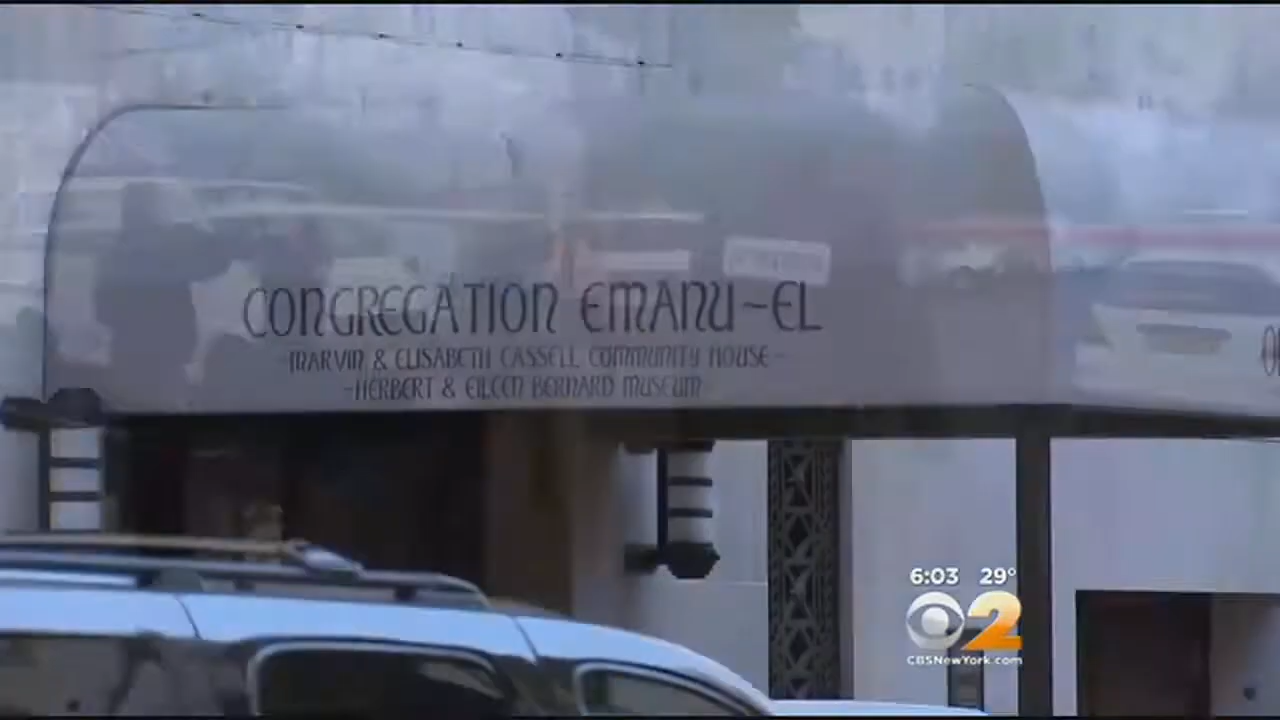 CONGREGATION EMANU-EL
-MARVIN & ELISABETH CASSELL COMMUNITY HOUSE-
-HERBERT & EILEEN BERNARD MUSEUM
6:03 29°
2
CBSNewYork.com